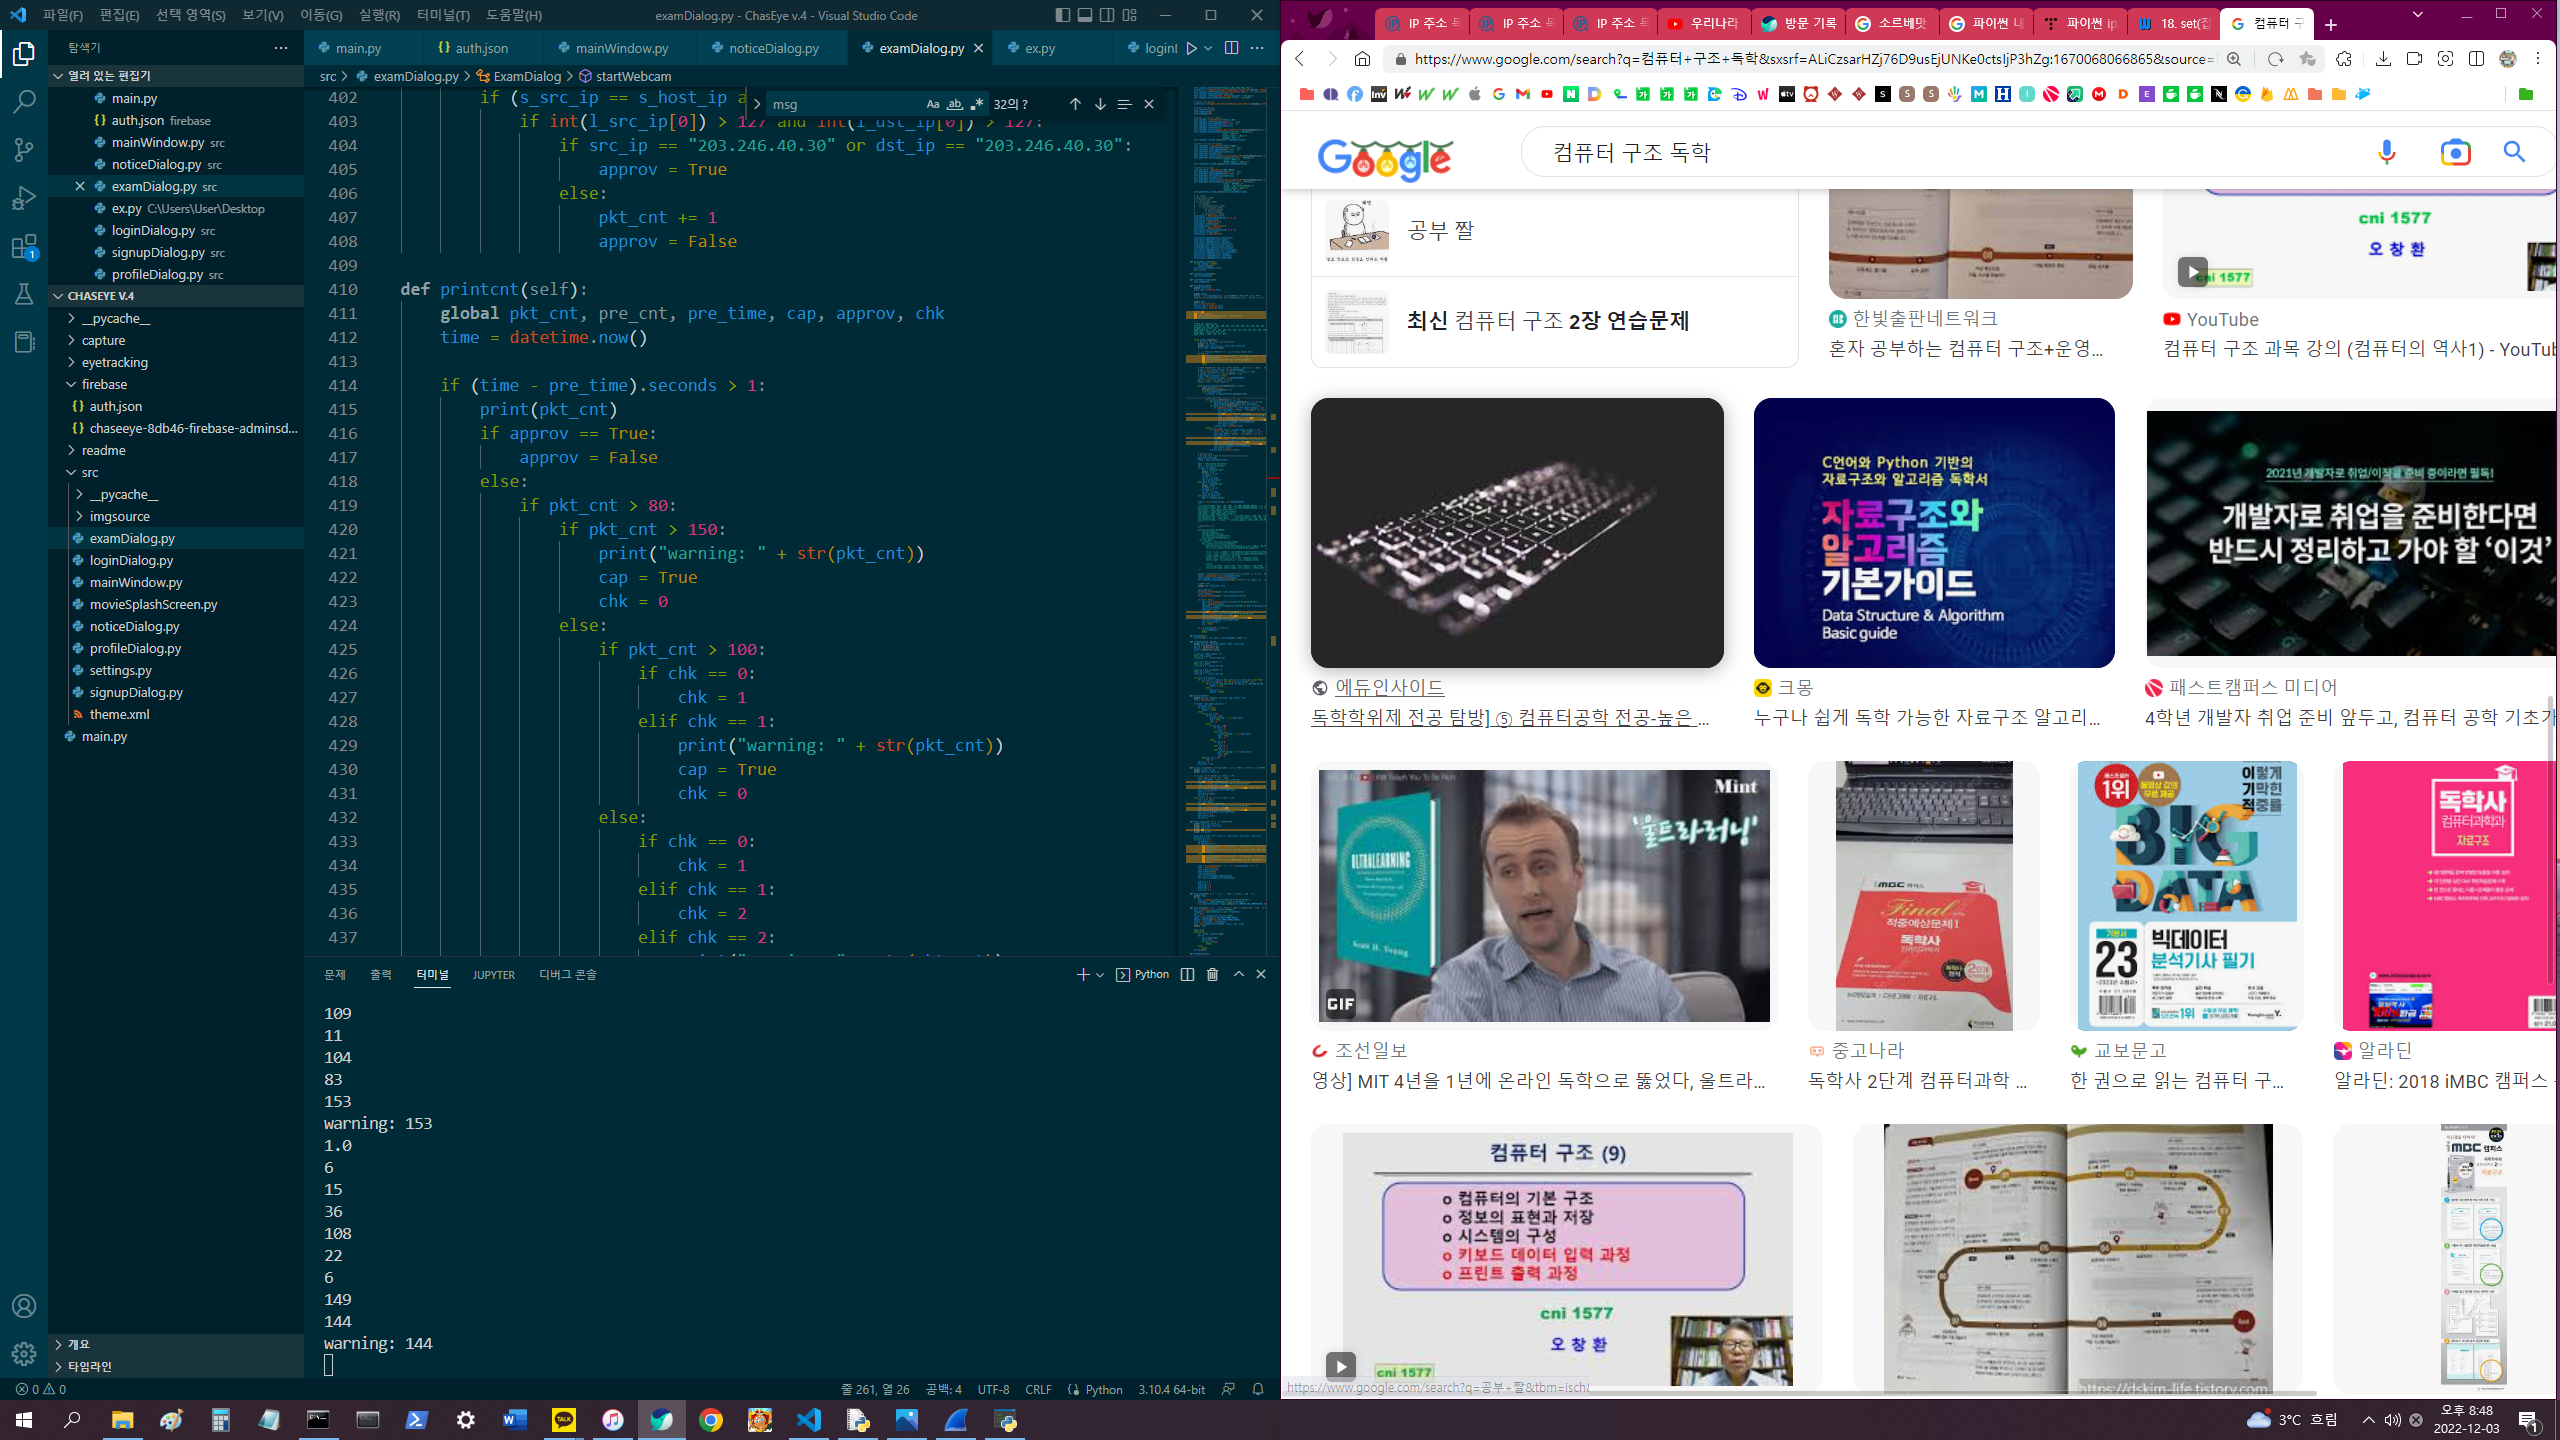 파일(F) 편집(E) 선택 영역(S) 보기(V) 이동(G) 실행(R) 터미널(T) 도움말(H)
examDialog.py - ChasEye v.4 - Visual Studio Code
탐색기
main.py
auth.json
mainWindow.py
noticeDialog.py
examDialog.py
ex.py
src
examDialog.py
ExamDialog
startWebcam
열려 있는 편집기
main.py
auth.json firebase
mainWindow.py src
noticeDialog.py src
examDialog.py src
ex.py C:\Users\User\Desktop
loginDialog.py src
signupDialog.py src
profileDialog.py src
CHASEYE V.4
__pycache__
capture
eyetracking
firebase
auth.json
chaseeye-8db46-firebase-adminsd...
readme
src
__pycache__
imgsource
examDialog.py
loginDialog.py
mainWindow.py
movieSplashScreen.py
noticeDialog.py
profileDialog.py
settings.py
signupDialog.py
theme.xml
main.py
개요
타임라인
msg
32의 ?
402 if (s_src_ip == s_host_ip a
403 if int(l_src_ip[0]) > 127 and int(l_dst_ip[0]) > 127:
404 if src_ip == "203.246.40.30" or dst_ip == "203.246.40.30":
405 approv = True
406 else:
407 pkt_cnt += 1
408 approv = False
409
410 def printcnt(self):
411 global pkt_cnt, pre_cnt, pre_time, cap, approv, chk
412 time = datetime.now()
413
414 if (time - pre_time).seconds > 1:
415 print(pkt_cnt)
416 if approv == True:
417 approv = False
418 else:
419 if pkt_cnt > 80:
420 if pkt_cnt > 150:
421 print("warning: " + str(pkt_cnt))
422 cap = True
423 chk = 0
424 else:
425 if pkt_cnt > 100:
426 if chk == 0:
427 chk = 1
428 elif chk == 1:
429 print("warning: " + str(pkt_cnt))
430 cap = True
431 chk = 0
432 else:
433 if chk == 0:
434 chk = 1
435 elif chk == 1:
436 chk = 2
437 elif chk == 2:
문제 출력 터미널 JUPYTER 디버그 콘솔
Python
109
11
104
83
153
warning: 153
1.0
6
15
36
108
22
6
149
144
warning: 144
0 0
줄 261, 열 26 공백: 4 UTF-8 CRLF Python 3.10.4 64-bit
IP 주소
IP 주소
IP 주소
우리나라
방문 기록
소르베맛
파이썬
파이썬 ip
18. set(집
컴퓨터 구
https://www.google.com/search?q=컴퓨터+구조+독학&sxsrf=ALiCzsarHZj76D9usEjUNKe0ctsIjP3hZg:1670068066865&source=
Google
컴퓨터 구조 독학
공부 짤
최신 컴퓨터 구조 2장 연습문제
cni 1577
오 창 환
cni 1577
한빛출판네트워크
혼자 공부하는 컴퓨터 구조+운영...
YouTube
컴퓨터 구조 과목 강의 (컴퓨터의 역사1) - YouTub
C언어와 Python 기반의
자료구조와 알고리즘 독학서
자료구조와
알고리즘
기본가이드
Data Structure & Algorithm
Basic guide
2021년 개발자로 취업/이직을 준비 중이라면 필독!
개발자로 취업을 준비한다면
반드시 정리하고 가야 할 '이것'
에듀인사이드
독학학위제 전공 탐방] ⑤ 컴퓨터공학 전공-높은 ...
크몽
누구나 쉽게 독학 가능한 자료구조 알고리...
패스트캠퍼스 미디어
4학년 개발자 취업 준비 앞두고, 컴퓨터 공학 기초가
Mint
'울트라러닝'
ULTRALEARNING
Scott H. Young
GIF
iMBC 캠퍼스
Final
적중예상문제 1
독학사
1위
이렇게
기막힌
적중률
BIG
DATA
23
빅데이터
분석기사 필기
독학사
컴퓨터과학과
자료구조
조선일보
영상] MIT 4년을 1년에 온라인 독학으로 뚫었다, 울트라...
중고나라
독학사 2단계 컴퓨터과학 ...
교보문고
한 권으로 읽는 컴퓨터 구...
알라딘
알라딘: 2018 iMBC 캠퍼스
컴퓨터 구조 (9)
o 컴퓨터의 기본 구조
o 정보의 표현과 저장
o 시스템의 구성
o 키보드 데이터 입력 과정
o 프린트 출력 과정
cni 1577
오 창 환
cni 1577
https://dskim-life.tistory.com
MBC 캠퍼스
https://www.google.com/search?q=공부+짤&tbm=isch&
3°C 흐림
오후 8:48
2022-12-03
1